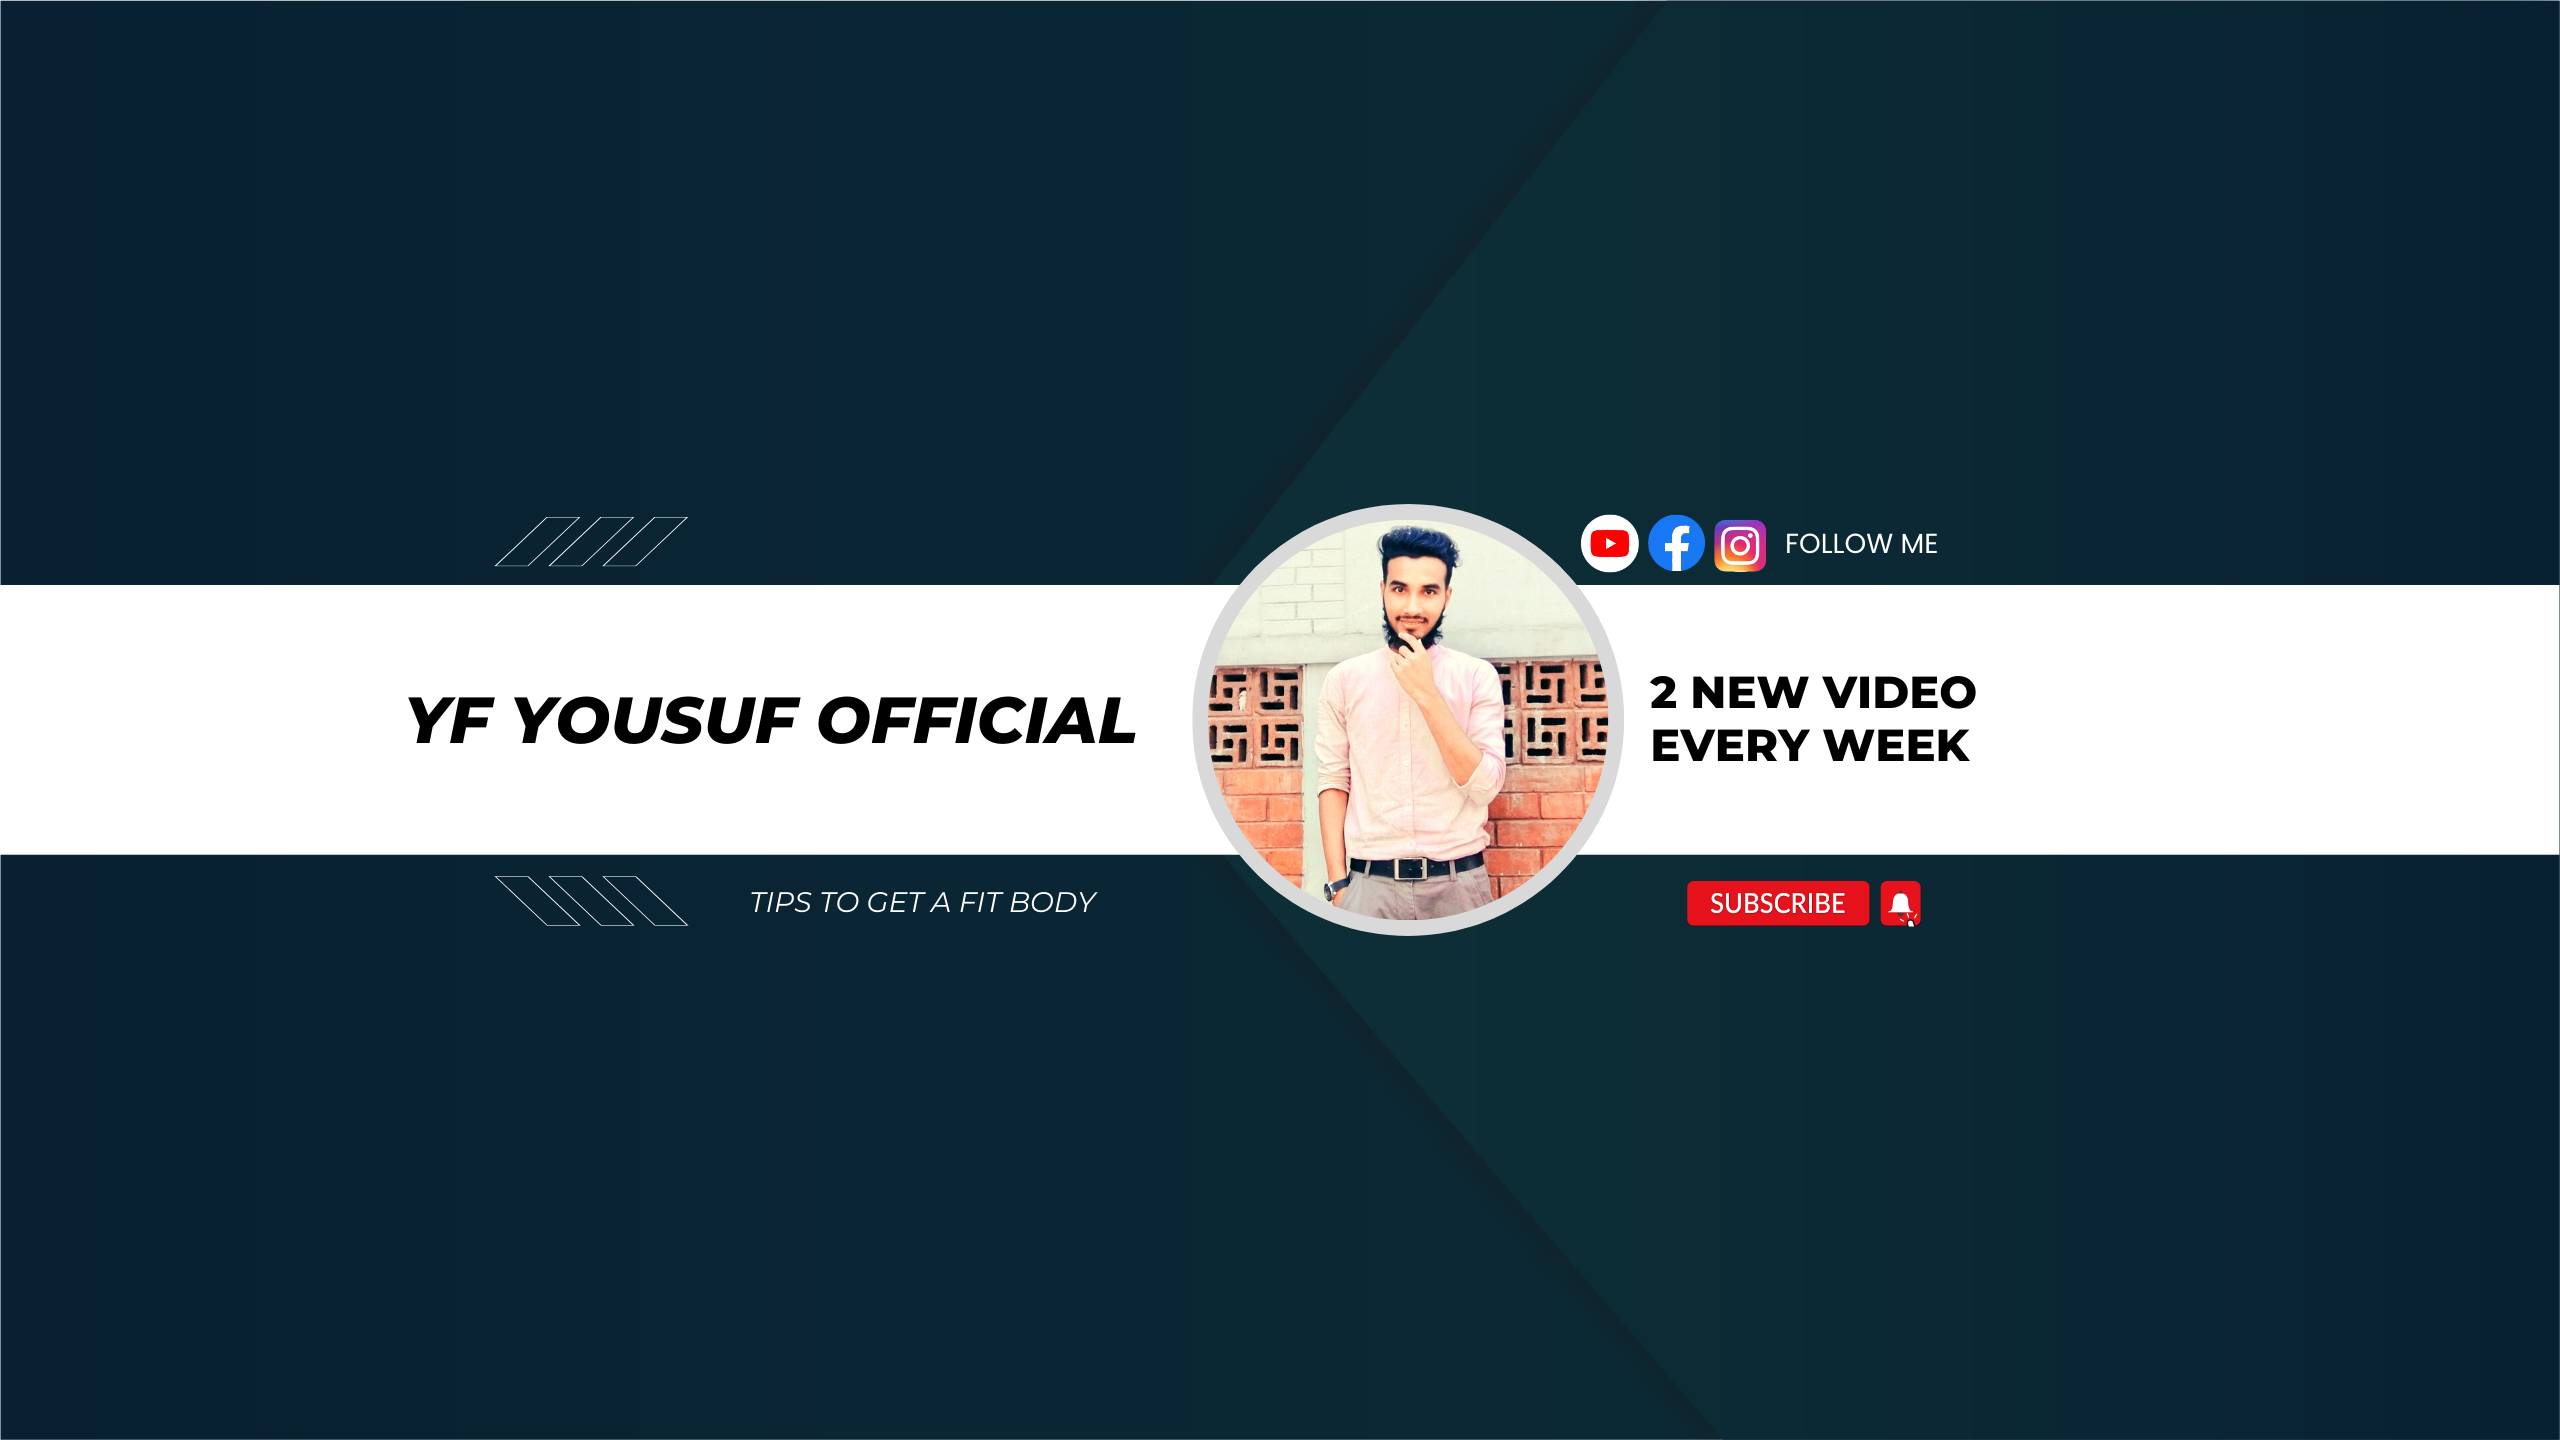 FOLLOW ME
YF YOUSUF OFFICIAL
2 NEW VIDEO
EVERY WEEK
TIPS TO GET A FIT BODY
SUBSCRIBE